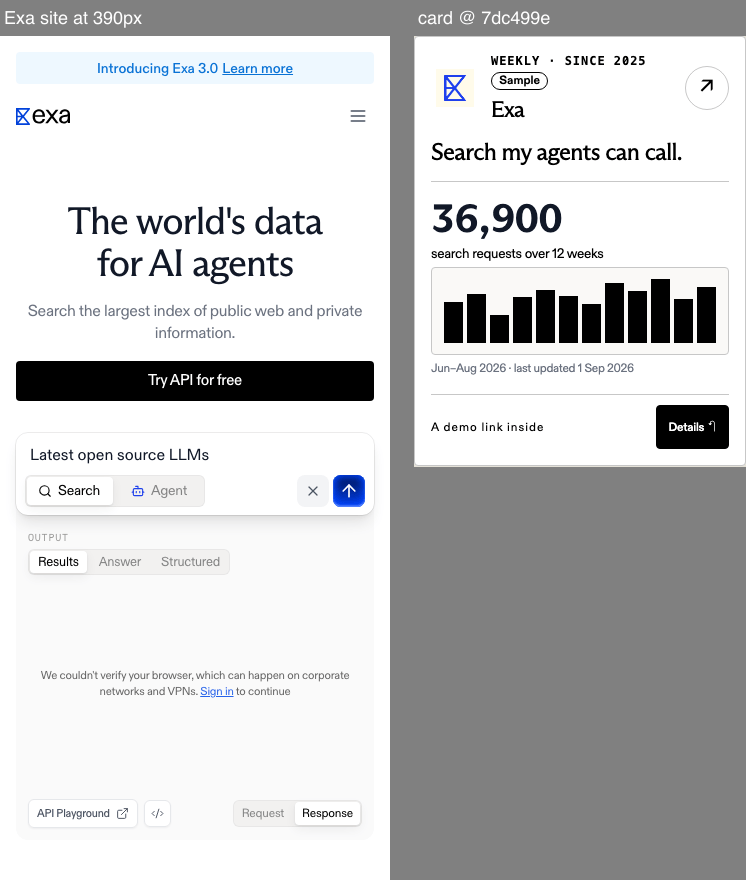 Exa site at 390px
Introducing Exa 3.0 Learn more
exa
The world's data
for AI agents
Search the largest index of public web and private
information.
Try API for free
Latest open source LLMs
Search
Agent
OUTPUT
Results
Answer
Structured
We couldn't verify your browser, which can happen on corporate
networks and VPNs. Sign in to continue
API Playground
</>
Request
Response
card @ 7dc499e
WEEKLY · SINCE 2025
Sample
Exa
Search my agents can call.
36,900
search requests over 12 weeks
Jun–Aug 2026 · last updated 1 Sep 2026
A demo link inside
Details